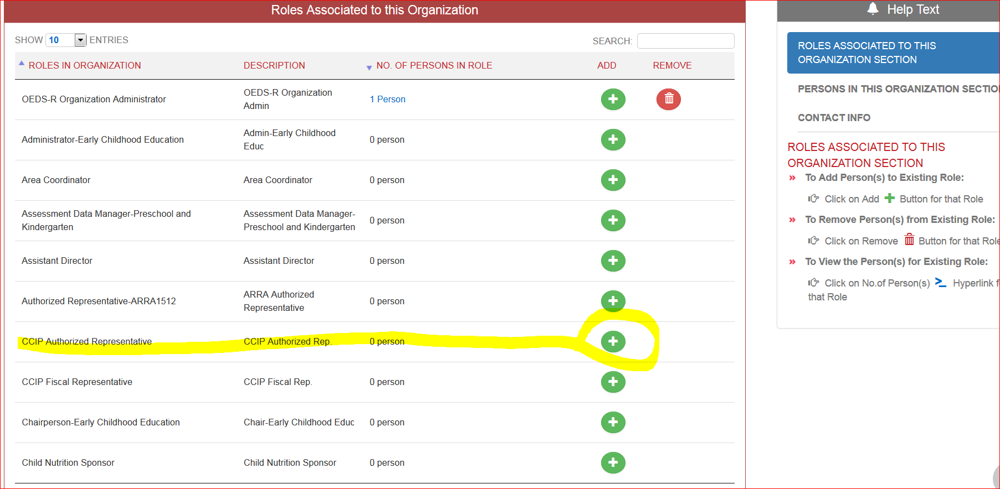 Roles Associated to this Organization
SHOW 10 ENTRIES
SEARCH:
ROLES IN ORGANIZATION DESCRIPTION NO. OF PERSONS IN ROLE ADD REMOVE
OEDS-R Organization Administrator OEDS-R Organization Admin 1 Person
Administrator-Early Childhood Education Admin-Early Childhood Educ 0 person
Area Coordinator Area Coordinator 0 person
Assessment Data Manager-Preschool and Kindergarten Assessment Data Manager-Preschool and Kindergarten 0 person
Assistant Director Assistant Director 0 person
Authorized Representative-ARRA1512 ARRA Authorized Representative 0 person
CCIP Authorized Representative CCIP Authorized Rep. 0 person
CCIP Fiscal Representative CCIP Fiscal Rep. 0 person
Chairperson-Early Childhood Education Chair-Early Childhood Educ 0 person
Child Nutrition Sponsor Child Nutrition Sponsor 0 person
Help Text
ROLES ASSOCIATED TO THIS
ORGANIZATION SECTION
PERSONS IN THIS ORGANIZATION SECTIO
CONTACT INFO
ROLES ASSOCIATED TO THIS
ORGANIZATION SECTION
» To Add Person(s) to Existing Role:
Click on Add Button for that Role
» To Remove Person(s) from Existing Role:
Click on Remove Button for that Role
» To View the Person(s) for Existing Role:
Click on No.of Person(s) Hyperlink f
that Role